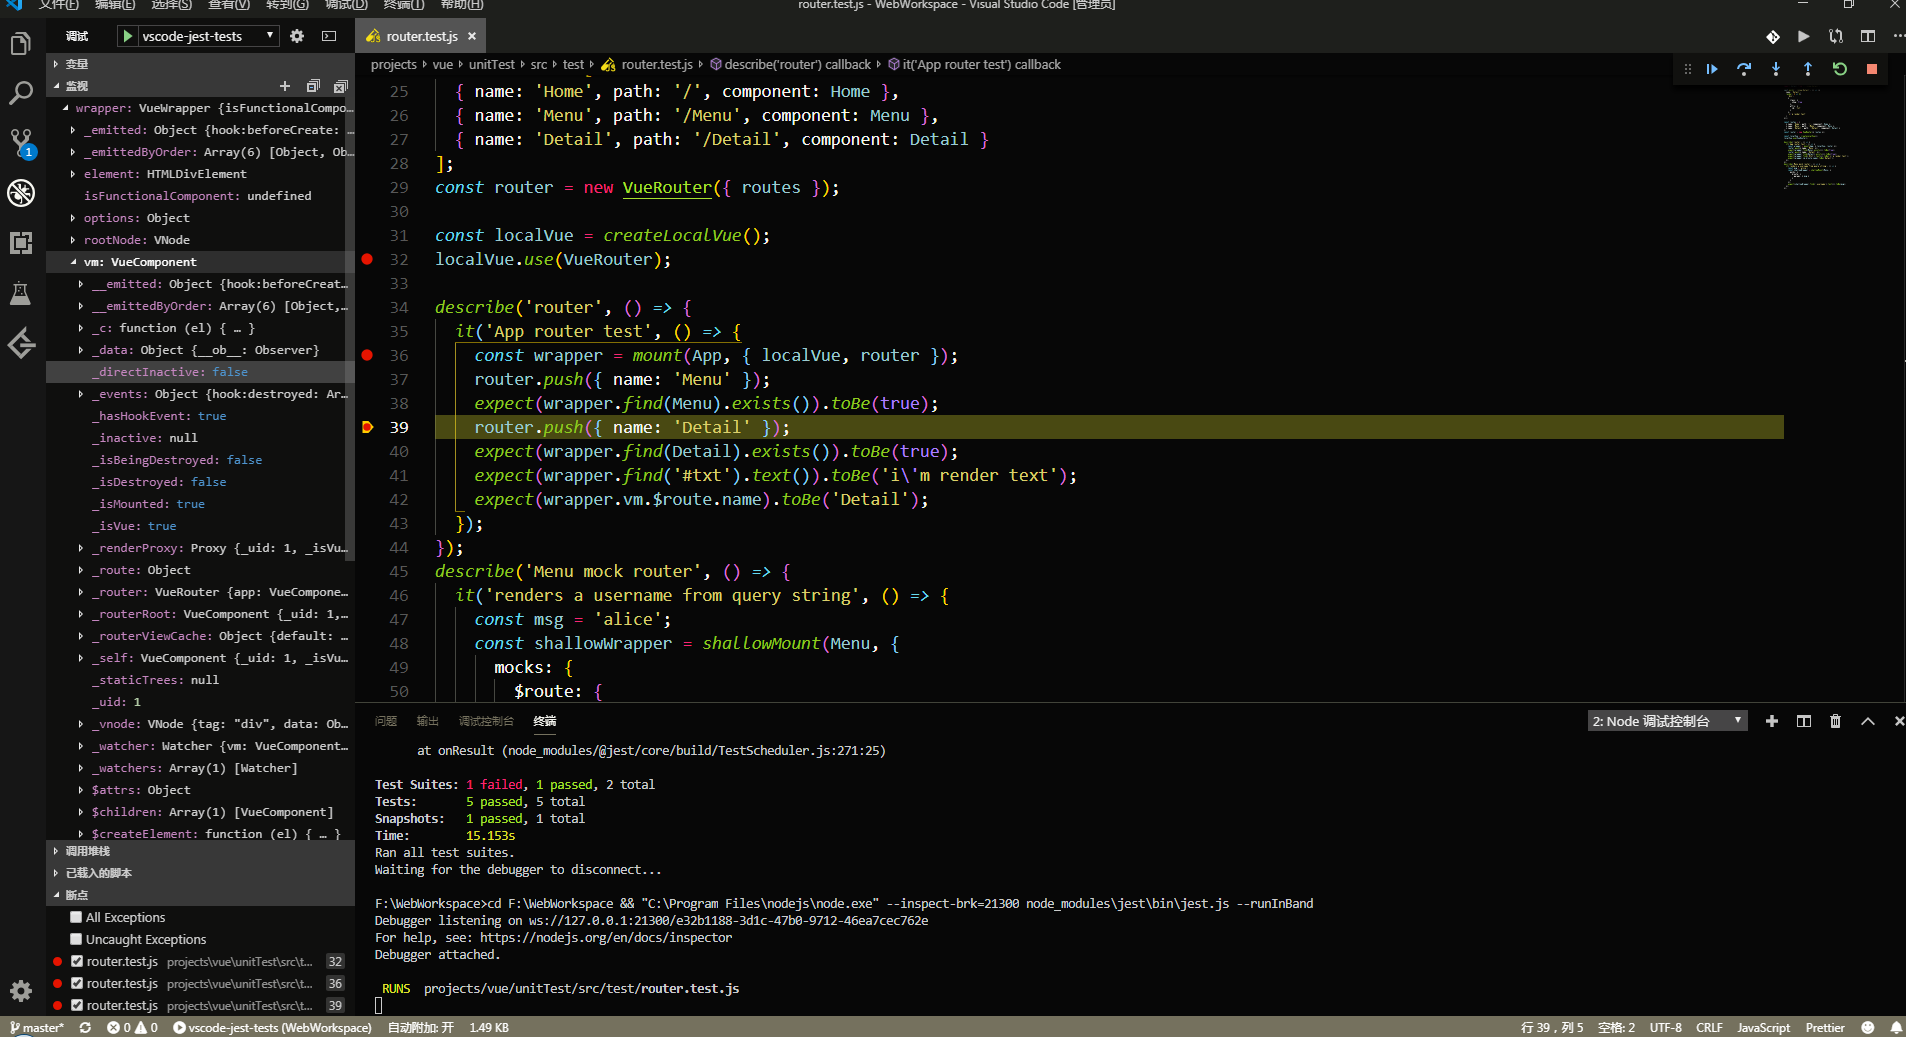 文件(F) 编辑(E) 选择(S) 查看(V) 转到(G) 调试(D) 终端(T) 帮助(H)
router.test.js - WebWorkspace - Visual Studio Code [管理员]
调试 vscode-jest-tests
router.test.js ×
变量
监视
wrapper: VueWrapper {isFunctionalCompo…
_emitted: Object {hook:beforeCreate: …
_emittedByOrder: Array(6) [Object, Ob…
element: HTMLDivElement
isFunctionalComponent: undefined
options: Object
rootNode: VNode
vm: VueComponent
__emitted: Object {hook:beforeCreat…
__emittedByOrder: Array(6) [Object,…
_c: function (el) { … }
_data: Object {__ob__: Observer}
_directInactive: false
_events: Object {hook:destroyed: Ar…
_hasHookEvent: true
_inactive: null
_isBeingDestroyed: false
_isDestroyed: false
_isMounted: true
_isVue: true
_renderProxy: Proxy {_uid: 1, _isVu…
_route: Object
_router: VueRouter {app: VueCompone…
_routerRoot: VueComponent {_uid: 1,…
_routerViewCache: Object {default: …
_self: VueComponent {_uid: 1, _isVu…
_staticTrees: null
_uid: 1
_vnode: VNode {tag: "div", data: Ob…
_watcher: Watcher {vm: VueComponent…
_watchers: Array(1) [Watcher]
$attrs: Object
$children: Array(1) [VueComponent]
$createElement: function (el) { … }
调用堆栈
已载入的脚本
断点
All Exceptions
Uncaught Exceptions
router.test.js projects\vue\unitTest\src\t... 32
router.test.js projects\vue\unitTest\src\t... 36
router.test.js projects\vue\unitTest\src\t... 39
1
projects › vue › unitTest › src › test › router.test.js › describe('router') callback › it('App router test') callback
25 { name: 'Home', path: '/', component: Home },
26 { name: 'Menu', path: '/Menu', component: Menu },
27 { name: 'Detail', path: '/Detail', component: Detail }
28 ];
29 const router = new VueRouter({ routes });
30
31 const localVue = createLocalVue();
32 localVue.use(VueRouter);
33
34 describe('router', () => {
35 it('App router test', () => {
36 const wrapper = mount(App, { localVue, router });
37 router.push({ name: 'Menu' });
38 expect(wrapper.find(Menu).exists()).toBe(true);
39 router.push({ name: 'Detail' });
40 expect(wrapper.find(Detail).exists()).toBe(true);
41 expect(wrapper.find('#txt').text()).toBe('i\'m render text');
42 expect(wrapper.vm.$route.name).toBe('Detail');
43 });
44 });
45 describe('Menu mock router', () => {
46 it('renders a username from query string', () => {
47 const msg = 'alice';
48 const shallowWrapper = shallowMount(Menu, {
49 mocks: {
50 $route: {
问题 输出 调试控制台 终端 2: Node 调试控制台
at onResult (node_modules/@jest/core/build/TestScheduler.js:271:25)
Test Suites: 1 failed, 1 passed, 2 total
Tests: 5 passed, 5 total
Snapshots: 1 passed, 1 total
Time: 15.153s
Ran all test suites.
Waiting for the debugger to disconnect...
F:\WebWorkspace>cd F:\WebWorkspace && "C:\Program Files\nodejs\node.exe" --inspect-brk=21300 node_modules\jest\bin\jest.js --runInBand
Debugger listening on ws://127.0.0.1:21300/e32b1188-3d1c-47b0-9712-46ea7cec762e
For help, see: https://nodejs.org/en/docs/inspector
Debugger attached.
RUNS projects/vue/unitTest/src/test/router.test.js
master* 0 0 vscode-jest-tests (WebWorkspace) 自动附加: 开 1.49 KB 行 39，列 5 空格: 2 UTF-8 CRLF JavaScript Prettier